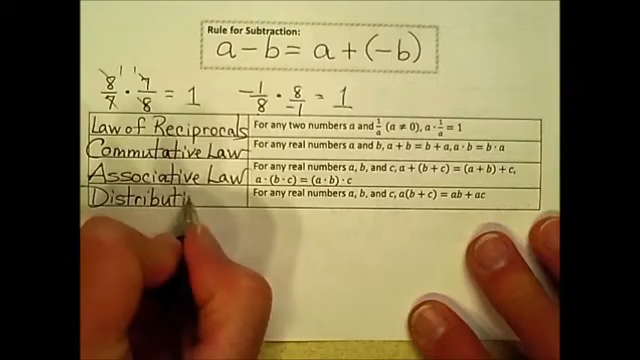 Rule for Subtraction:
a - b = a + (-b)
8/7 · 7/8 = 1 -1/8 · 8/-1 = 1
1 1
Law of Reciprocals For any two numbers a and 1/a (a ≠ 0), a · 1/a = 1
Commutative Law For any real numbers a and b, a + b = b + a, a · b = b · a
Associative Law For any real numbers a, b, and c, a + (b + c) = (a + b) + c,
a · (b · c) = (a · b) · c
Distributi For any real numbers a, b, and c, a(b + c) = ab + ac